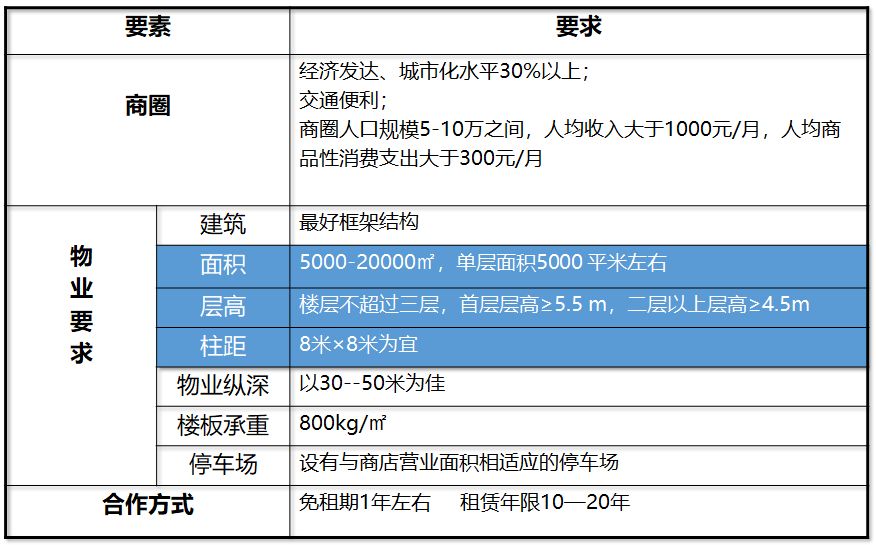 要素 要求
商圈
经济发达、城市化水平30%以上；
交通便利；
商圈人口规模5-10万之间，人均收入大于1000元/月，人均商
品性消费支出大于300元/月
物业要求
建筑 最好框架结构
面积 5000-20000㎡，单层面积5000 平米左右
层高 楼层不超过三层，首层层高≥5.5 m，二层以上层高≥4.5m
柱距 8米×8米为宜
物业纵深 以30--50米为佳
楼板承重 800kg/㎡
停车场 设有与商店营业面积相适应的停车场
合作方式 免租期1年左右 租赁年限10—20年